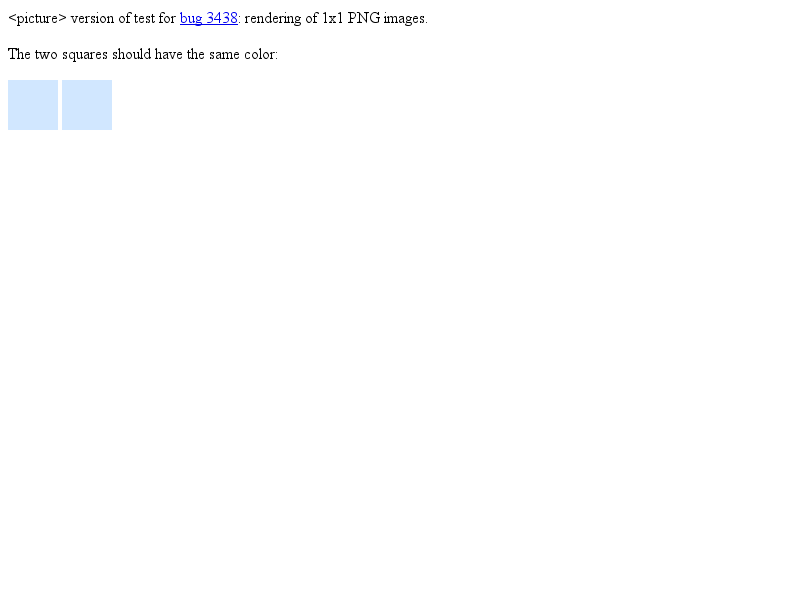 <picture> version of test for bug 3438: rendering of 1x1 PNG images.
The two squares should have the same color: